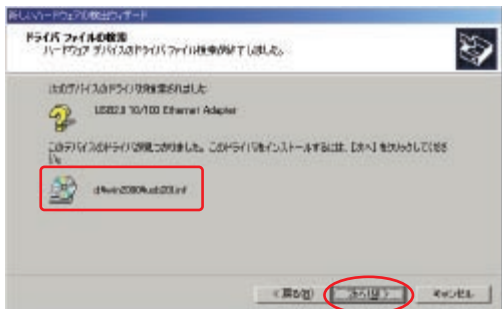 新しいハードウェアの検出ウィザード
ドライバ ファイルの検索
ハードウェア デバイスのドライバ ファイル検索が終了しました。
次のデバイスのドライバが検索されました:
USB2.0 10/100 Ethernet Adapter
このデバイスのドライバが見つかりました。このドライバをインストールするには、[次へ] をクリックしてくださ
い。
< 戻る(B)
次へ(N) >
キャンセル